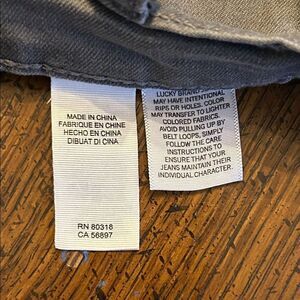 MADE IN CHINA
FABRIQUE EN CHINE
HECHO EN CHINA
DIBUAT DI CINA
RN 80318
CA 56897
LUCKY BRAND
MAY HAVE INTENTIONAL
RIPS OR HOLES. COLOR
MAY TRANSFER TO LIGHTER
COLORED FABRICS.
AVOID PULLING UP BY
BELT LOOPS, SIMPLY
FOLLOW THE CARE
INSTRUCTIONS TO
ENSURE THAT YOUR
JEANS MAINTAIN THEIR
INDIVIDUAL CHARACTER.